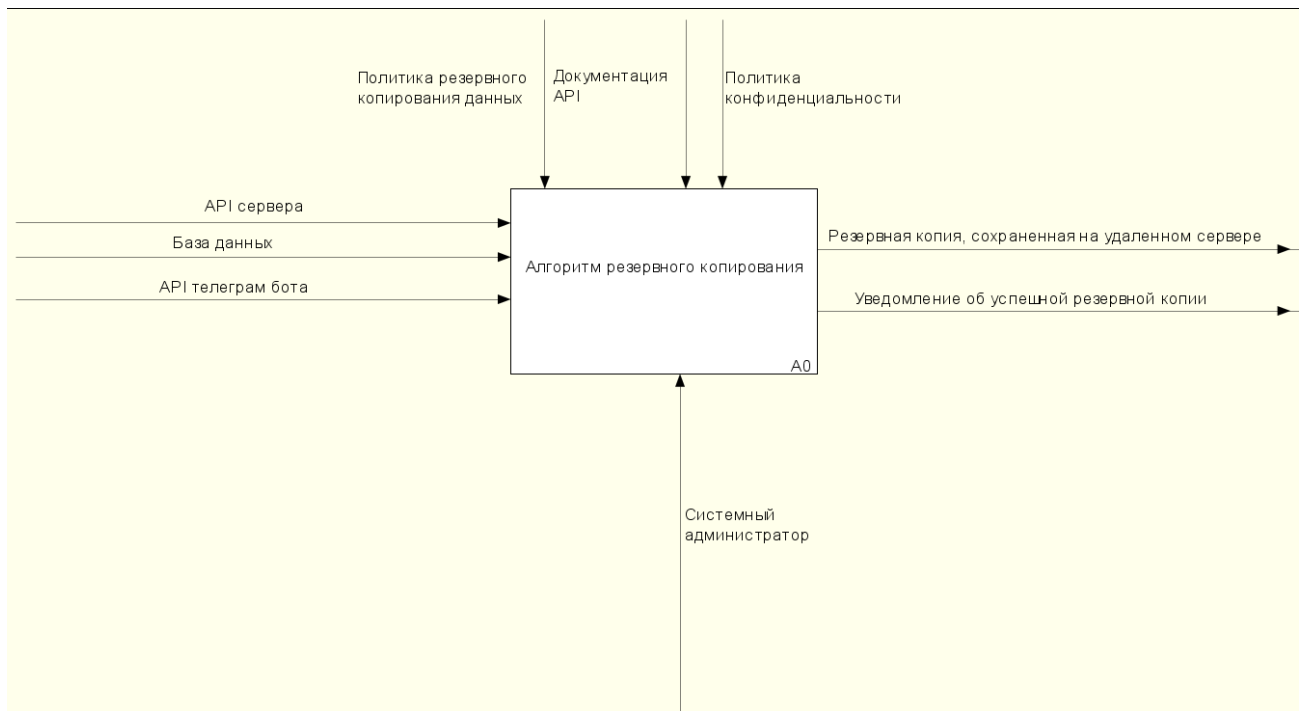 Политика резервного
копирования данных
Документация
API
Политика
конфиденциальности
API сервера
База данных
API телеграм бота
Алгоритм резервного копирования
A0
Резервная копия, сохраненная на удаленном сервере
Уведомление об успешной резервной копии
Системный
администратор